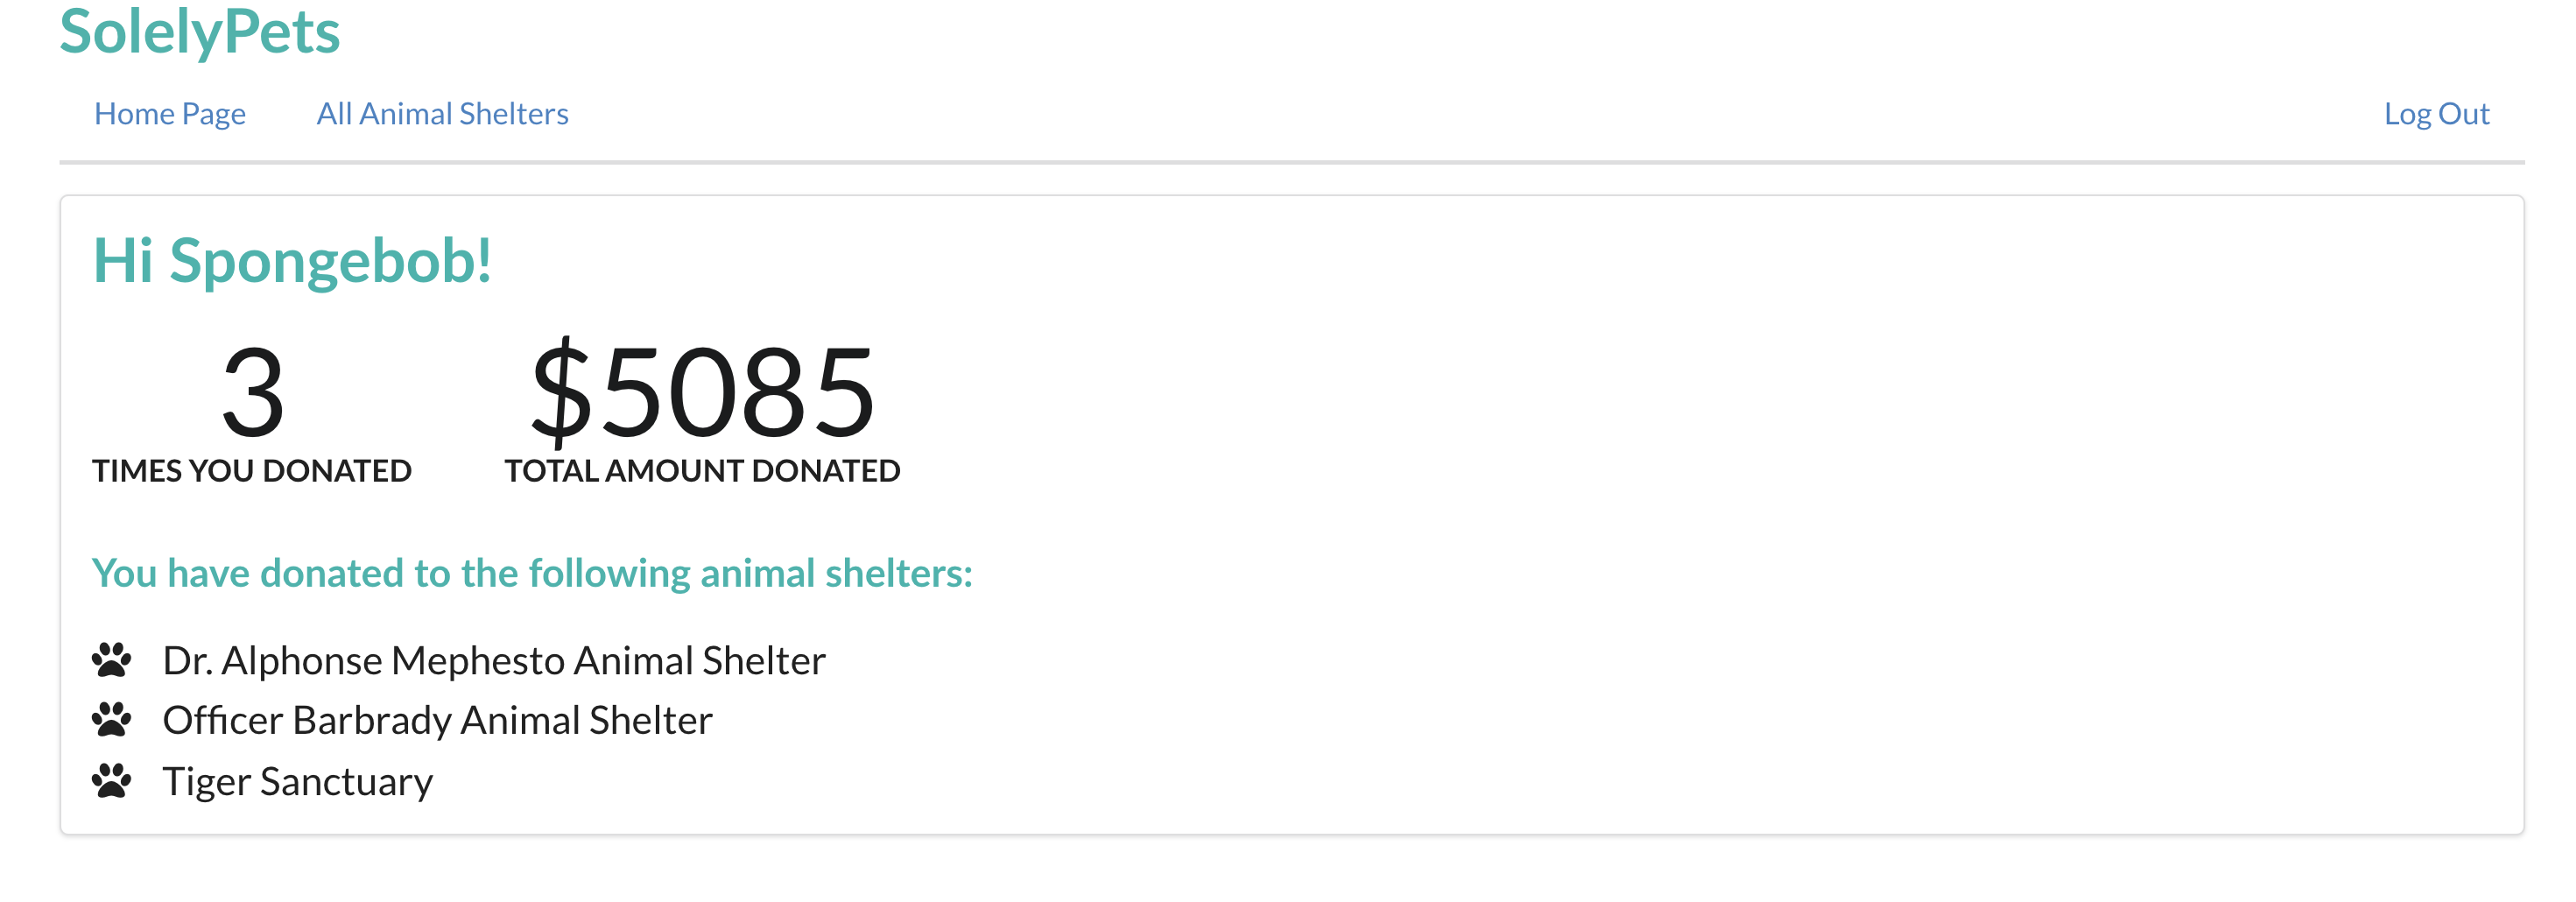 SolelyPets
Home Page All Animal Shelters Log Out
Hi Spongebob!
3 $5085
TIMES YOU DONATED TOTAL AMOUNT DONATED
You have donated to the following animal shelters:
Dr. Alphonse Mephesto Animal Shelter
Officer Barbrady Animal Shelter
Tiger Sanctuary